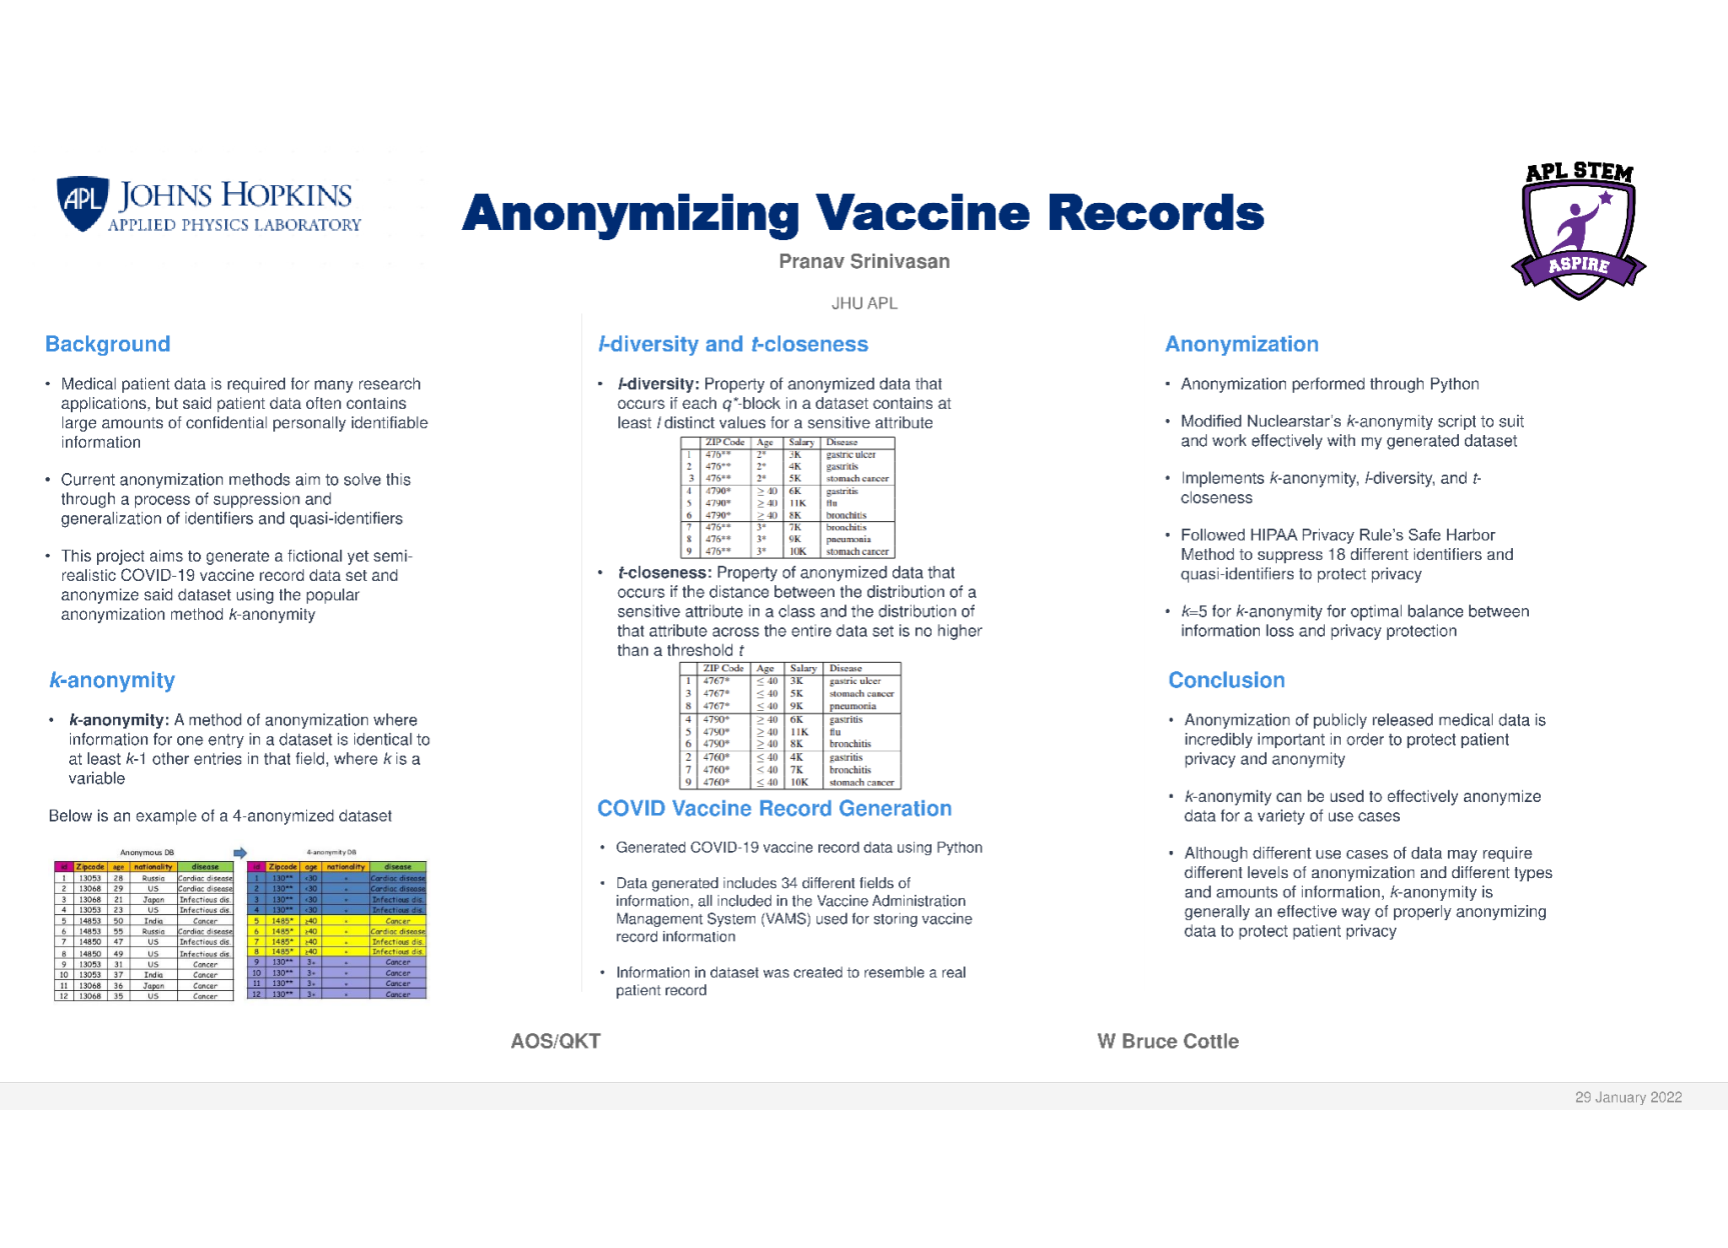 APL JOHNS HOPKINS
APPLIED PHYSICS LABORATORY
Anonymizing Vaccine Records
Pranav Srinivasan
JHU APL
APL STEM
ASPIRE
Background
• Medical patient data is required for many research
applications, but said patient data often contains
large amounts of confidential personally identifiable
information
• Current anonymization methods aim to solve this
through a process of suppression and
generalization of identifiers and quasi-identifiers
• This project aims to generate a fictional yet semi-
realistic COVID-19 vaccine record data set and
anonymize said dataset using the popular
anonymization method k-anonymity
k-anonymity
• k-anonymity: A method of anonymization where
information for one entry in a dataset is identical to
at least k-1 other entries in that field, where k is a
variable
Below is an example of a 4-anonymized dataset
Anonymous DB
id Zipcode age nationality disease
1 13053 28 Russia Cardiac disease
2 13068 29 US Cardiac disease
3 13068 21 Japan Infectious dis.
4 13053 23 US Infectious dis.
5 14853 50 India Cancer
6 14853 55 Russia Cardiac disease
7 14850 47 US Infectious dis.
8 14850 49 US Infectious dis.
9 13053 31 US Cancer
10 13053 37 India Cancer
11 13068 36 Japan Cancer
12 13068 35 US Cancer
4-anonymity DB
id Zipcode age nationality disease
1 130** <30 * Cardiac disease
2 130** <30 * Cardiac disease
3 130** <30 * Infectious dis.
4 130** <30 * Infectious dis.
5 1485* ≥40 * Cancer
6 1485* ≥40 * Cardiac disease
7 1485* ≥40 * Infectious dis.
8 1485* ≥40 * Infectious dis.
9 130** 3* * Cancer
10 130** 3* * Cancer
11 130** 3* * Cancer
12 130** 3* * Cancer
l-diversity and t-closeness
• l-diversity: Property of anonymized data that
occurs if each q*-block in a dataset contains at
least l distinct values for a sensitive attribute
ZIP Code Age Salary Disease
1 476** 2* 3K gastric ulcer
2 476** 2* 4K gastritis
3 476** 2* 5K stomach cancer
4 4790* ≥ 40 6K gastritis
5 4790* ≥ 40 11K flu
6 4790* ≥ 40 8K bronchitis
7 476** 3* 7K bronchitis
8 476** 3* 9K pneumonia
9 476** 3* 10K stomach cancer
• t-closeness: Property of anonymized data that
occurs if the distance between the distribution of a
sensitive attribute in a class and the distribution of
that attribute across the entire data set is no higher
than a threshold t
ZIP Code Age Salary Disease
1 4767* ≤ 40 3K gastric ulcer
3 4767* ≤ 40 5K stomach cancer
8 4767* ≤ 40 9K pneumonia
4 4790* ≥ 40 6K gastritis
5 4790* ≥ 40 11K flu
6 4790* ≥ 40 8K bronchitis
2 4760* ≤ 40 4K gastritis
7 4760* ≤ 40 7K bronchitis
9 4760* ≤ 40 10K stomach cancer
COVID Vaccine Record Generation
• Generated COVID-19 vaccine record data using Python
• Data generated includes 34 different fields of
information, all included in the Vaccine Administration
Management System (VAMS) used for storing vaccine
record information
• Information in dataset was created to resemble a real
patient record
Anonymization
• Anonymization performed through Python
• Modified Nuclearstar's k-anonymity script to suit
and work effectively with my generated dataset
• Implements k-anonymity, l-diversity, and t-
closeness
• Followed HIPAA Privacy Rule's Safe Harbor
Method to suppress 18 different identifiers and
quasi-identifiers to protect privacy
• k=5 for k-anonymity for optimal balance between
information loss and privacy protection
Conclusion
• Anonymization of publicly released medical data is
incredibly important in order to protect patient
privacy and anonymity
• k-anonymity can be used to effectively anonymize
data for a variety of use cases
• Although different use cases of data may require
different levels of anonymization and different types
and amounts of information, k-anonymity is
generally an effective way of properly anonymizing
data to protect patient privacy
AOS/QKT
W Bruce Cottle
29 January 2022